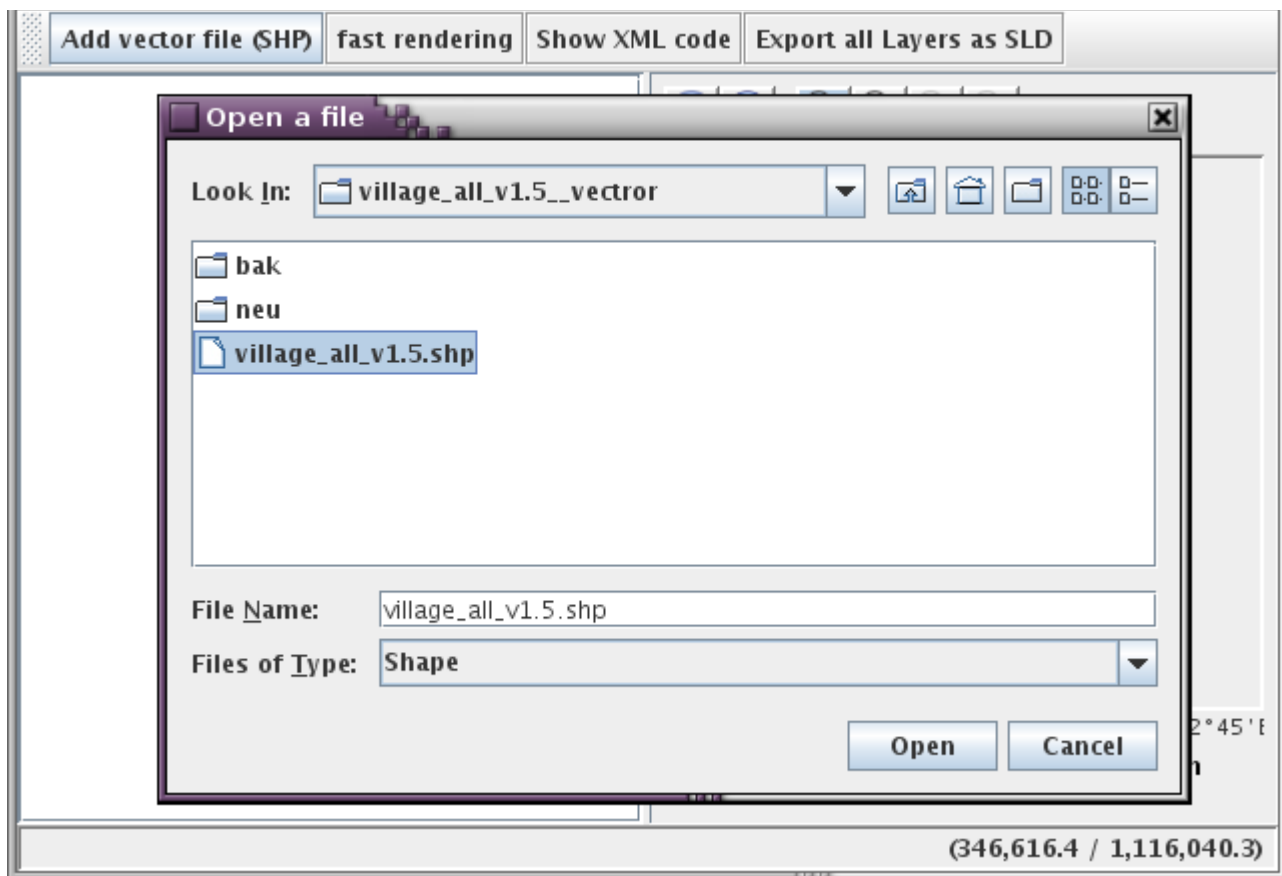 Add vector file (SHP) fast rendering Show XML code Export all Layers as SLD
Open a file
Look In: village_all_v1.5__vectror
bak
neu
village_all_v1.5.shp
File Name: village_all_v1.5.shp
Files of Type: Shape
2°45'E
Open Cancel
(346,616.4 / 1,116,040.3)